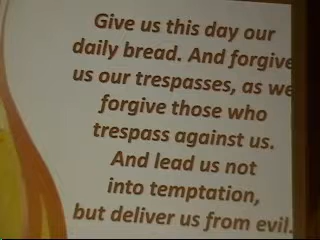 Give us this day our
daily bread. And forgive
us our trespasses, as we
forgive those who
trespass against us.
And lead us not
into temptation,
but deliver us from evil.